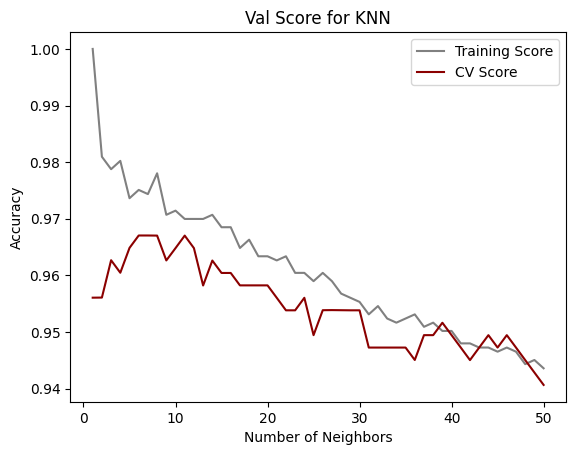 Val Score for KNN
Training Score
CV Score
1.00
0.99
0.98
0.97
0.96
0.95
0.94
Accuracy
0 10 20 30 40 50
Number of Neighbors